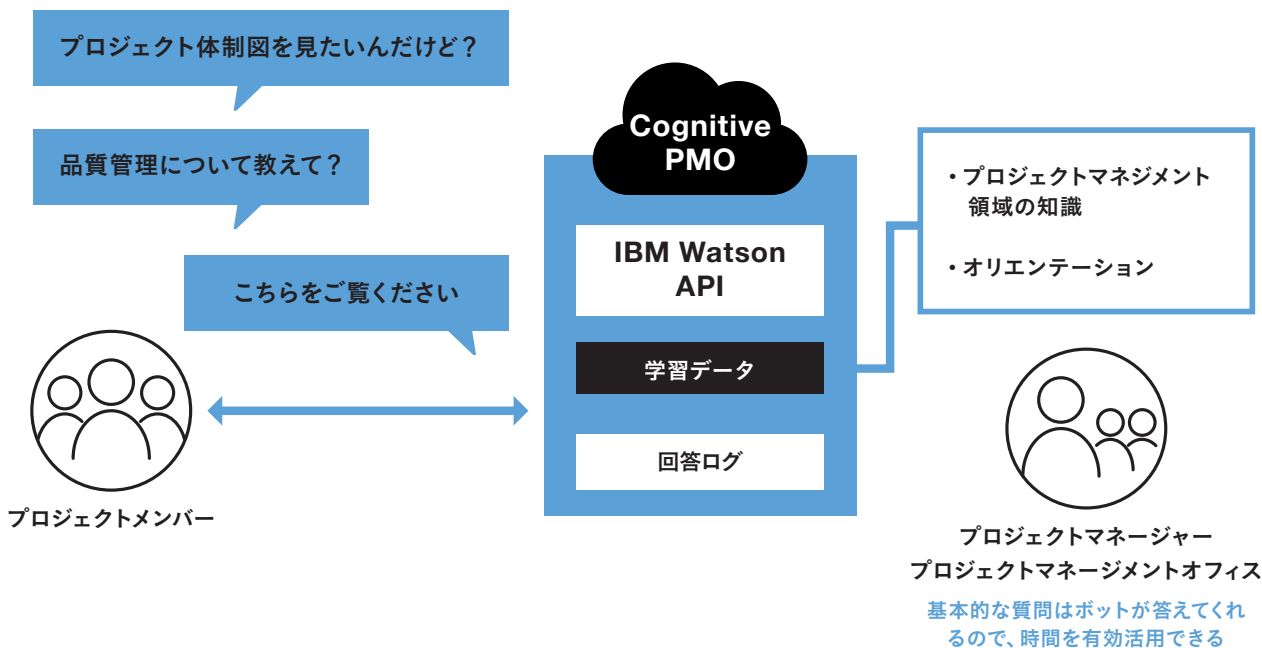 プロジェクト体制図を見たいんだけど？
品質管理について教えて？
こちらをご覧ください
プロジェクトメンバー
Cognitive
PMO
IBM Watson
API
学習データ
回答ログ
・プロジェクトマネジメント
領域の知識
・オリエンテーション
プロジェクトマネージャー
プロジェクトマネージメントオフィス
基本的な質問はボットが答えてくれ
るので、時間を有効活用できる